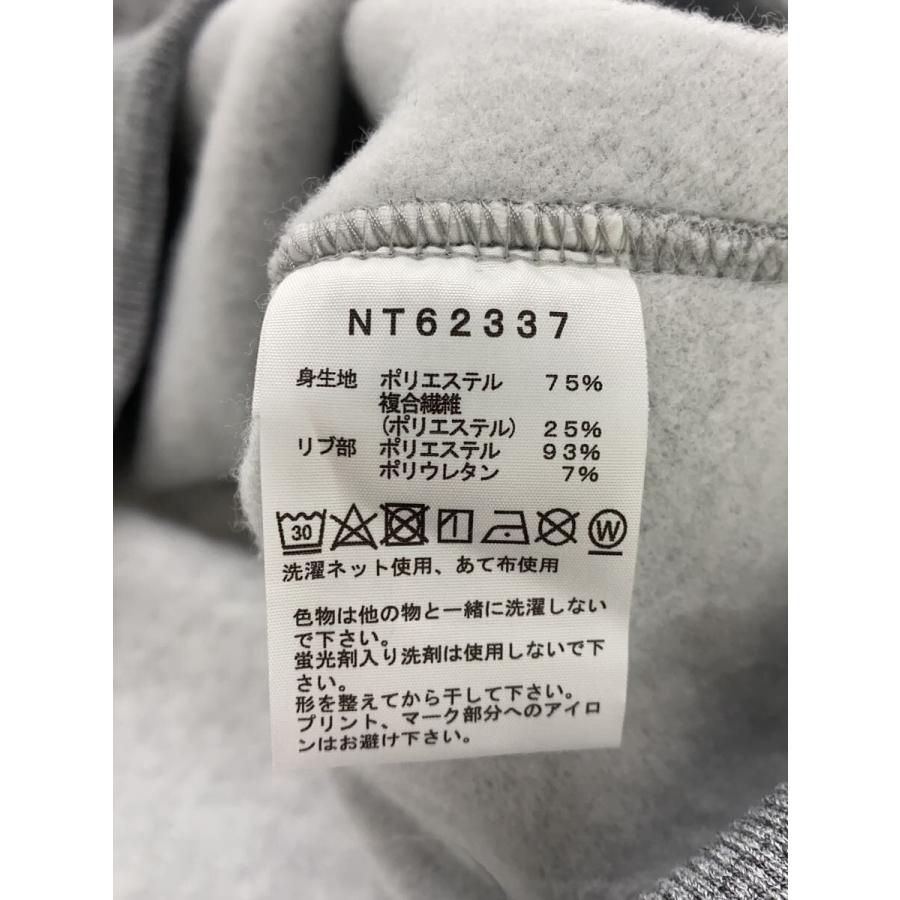 NT62337
身生地 ポリエステル 75%
複合繊維
(ポリエステル) 25%
リブ部 ポリエステル 93%
ポリウレタン 7%
30 W
洗濯ネット使用、あて布使用
色物は他の物と一緒に洗濯しない
で下さい。
蛍光剤入り洗剤は使用しないで下
さい。
形を整えてから干して下さい。
プリント、マーク部分へのアイロ
ンはお避け下さい。